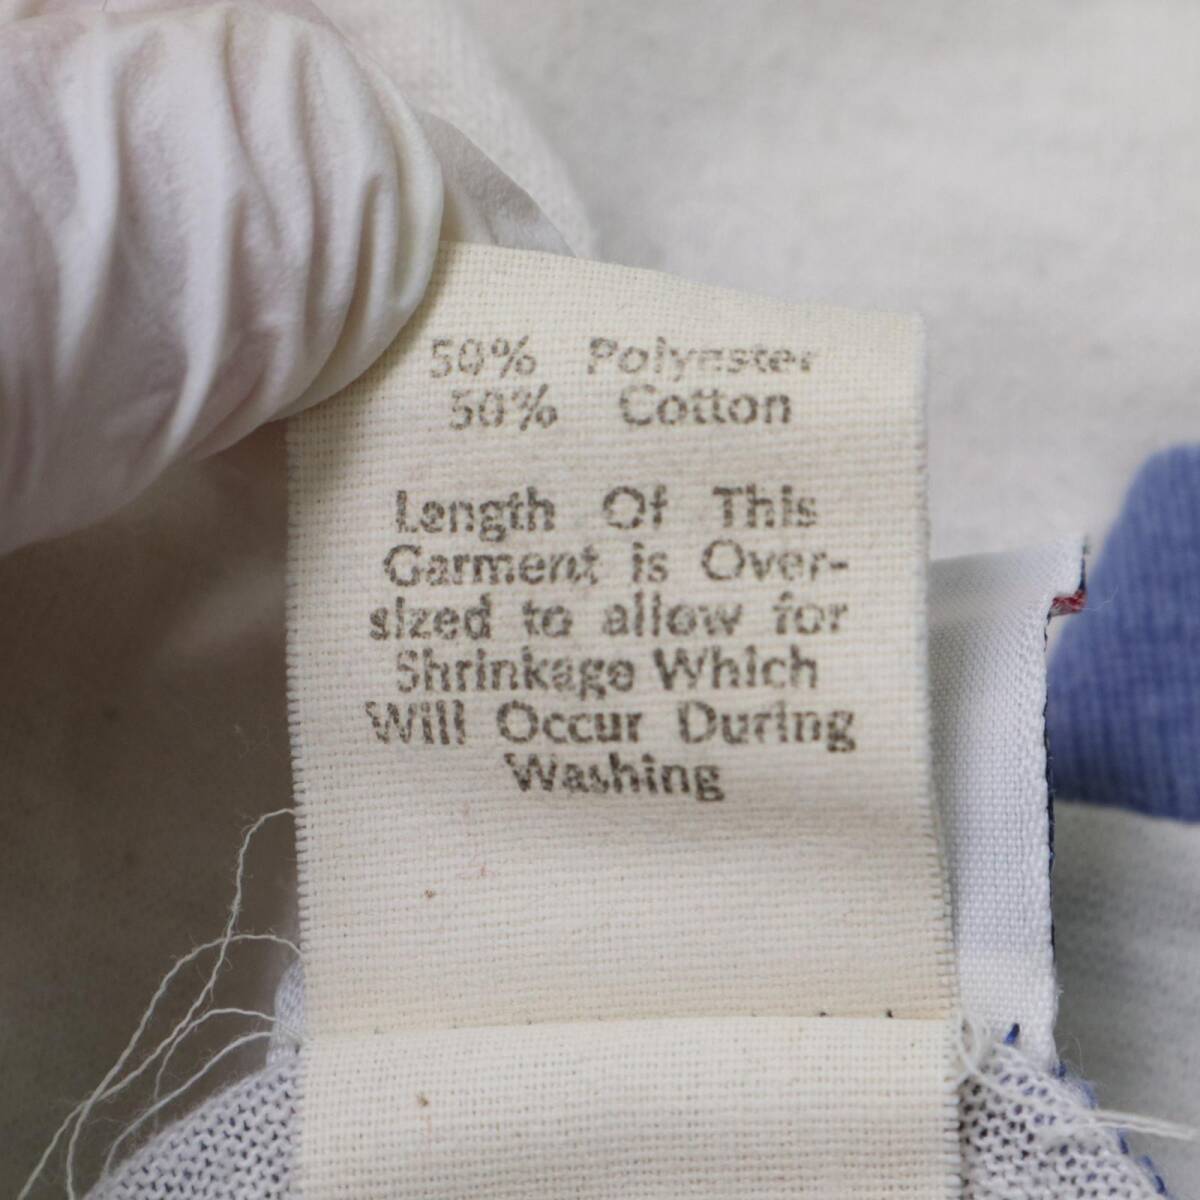 50% Polyester
50% Cotton
Length Of This
Garment is Over-
sized to allow for
Shrinkage Which
Will Occur During
Washing